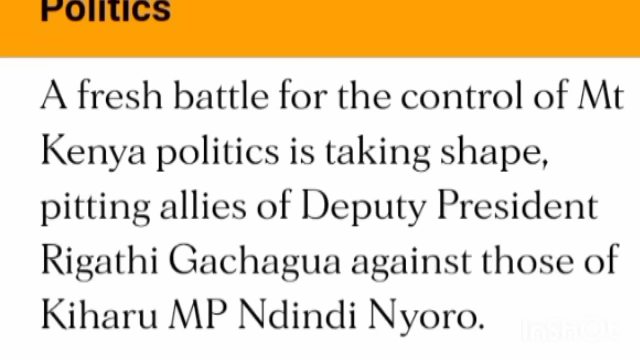 Politics
A fresh battle for the control of Mt
Kenya politics is taking shape,
pitting allies of Deputy President
Rigathi Gachagua against those of
Kiharu MP Ndindi Nyoro.